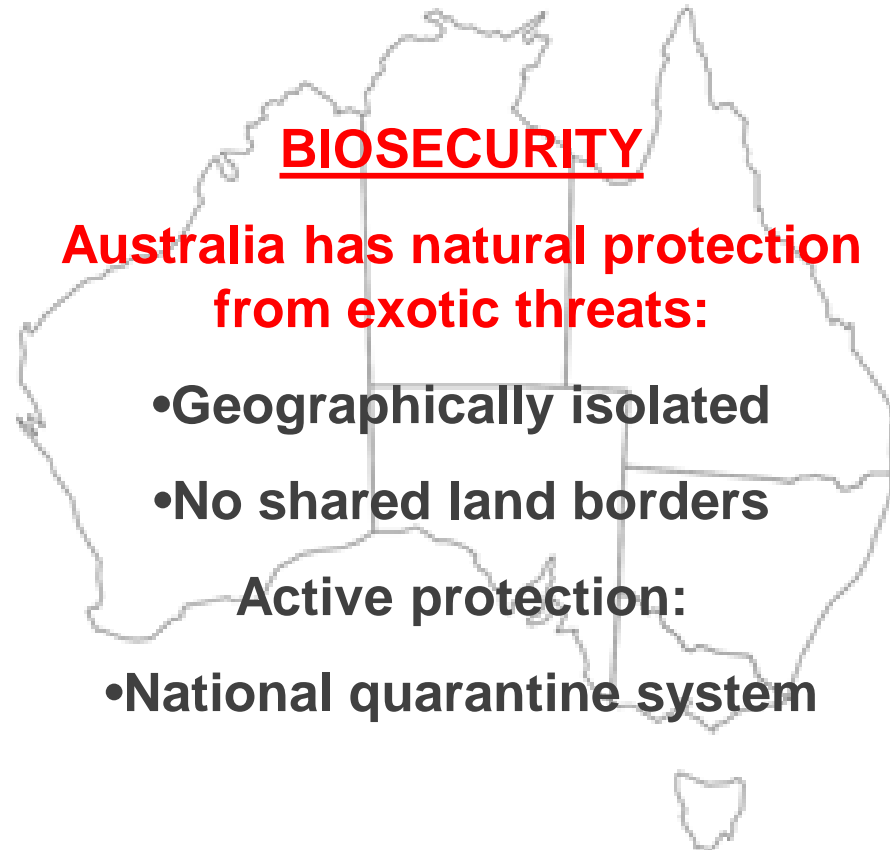 BIOSECURITY
Australia has natural protection
from exotic threats:
•Geographically isolated
•No shared land borders
Active protection:
•National quarantine system